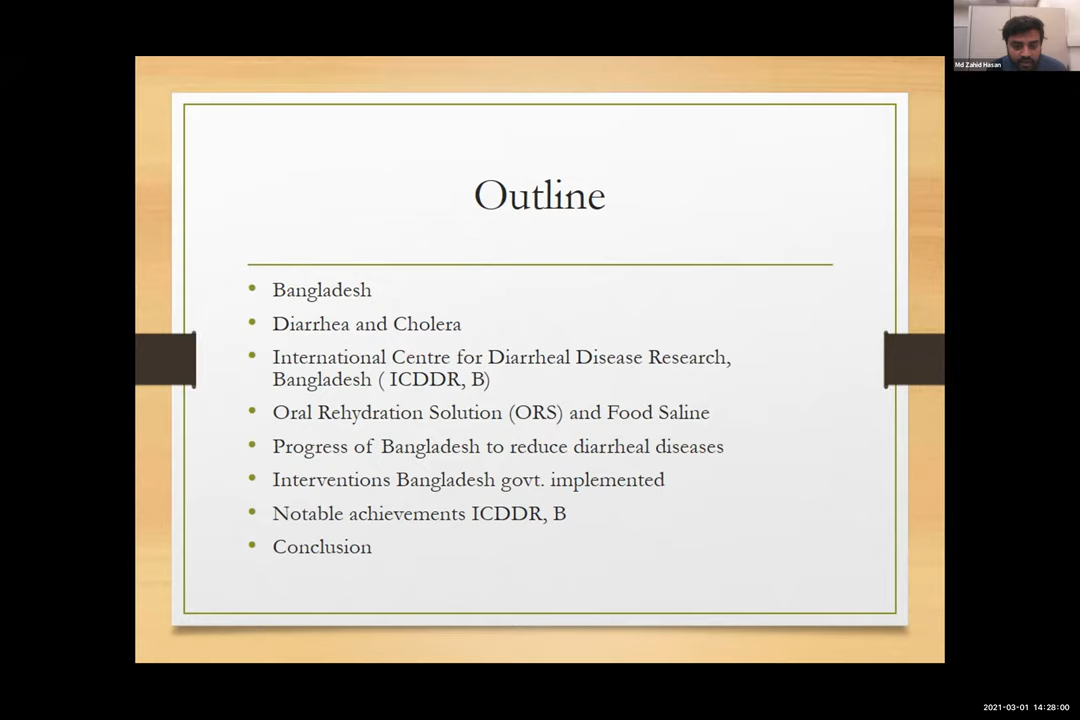 Md Zahid Hasan
Outline
• Bangladesh
• Diarrhea and Cholera
• International Centre for Diarrheal Disease Research,
Bangladesh ( ICDDR, B)
• Oral Rehydration Solution (ORS) and Food Saline
• Progress of Bangladesh to reduce diarrheal diseases
• Interventions Bangladesh govt. implemented
• Notable achievements ICDDR, B
• Conclusion
2021-03-01 14:28:00